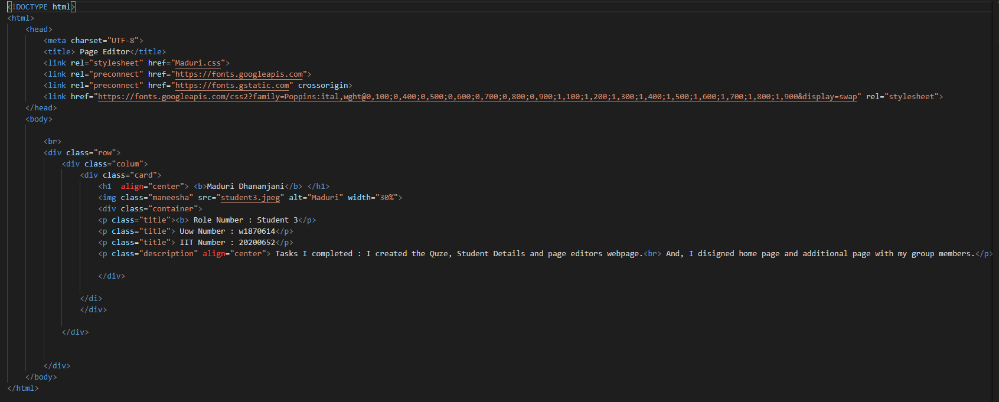 <!DOCTYPE html>
<html>
<head>
<meta charset="UTF-8">
<title> Page Editor</title>
<link rel="stylesheet" href="Maduri.css">
<link rel="preconnect" href="https://fonts.googleapis.com">
<link rel="preconnect" href="https://fonts.gstatic.com" crossorigin>
<link href="https://fonts.googleapis.com/css2?family=Poppins:ital,wght@0,100;0,400;0,500;0,600;0,700;0,800;0,900;1,100;1,200;1,300;1,400;1,500;1,600;1,700;1,800;1,900&display=swap" rel="stylesheet">
</head>
<body>
<br>
<div class="row">
<div class="colum">
<div class="card">
<h1  align="center"> <b>Maduri Dhananjani</b> </h1>
<img class="maneesha" src="student3.jpeg" alt="Maduri" width="30%">
<div class="container">
<p class="title"><b> Role Number : Student 3</p>
<p class="title"> Uow Number : w1870614</p>
<p class="title"> IIT Number : 20200652</p>
<p class="description" align="center"> Tasks I completed : I created the Quze, Student Details and page editors webpage.<br> And, I disigned home page and additional page with my group members.</p>
</div>
</di>
</div>
</div>
</div>
</body>
</html>